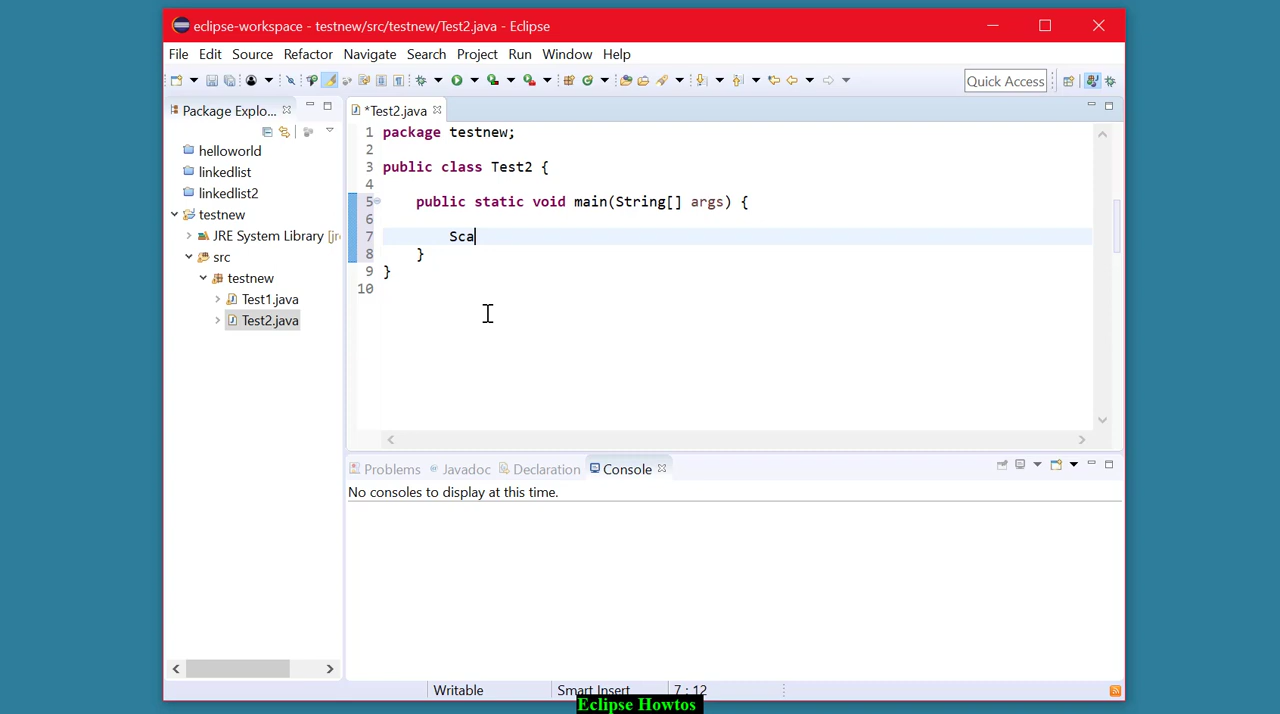 eclipse-workspace - testnew/src/testnew/Test2.java - Eclipse
File Edit Source Refactor Navigate Search Project Run Window Help
Quick Access
Package Explo...
*Test2.java
helloworld
linkedlist
linkedlist2
testnew
JRE System Library [jr
src
testnew
Test1.java
Test2.java
1 package testnew;
2
3 public class Test2 {
4
5 public static void main(String[] args) {
6
7 Sca
8 }
9 }
10
Problems Javadoc Declaration Console
No consoles to display at this time.
Writable Smart Insert 7 : 12
Eclipse Howtos